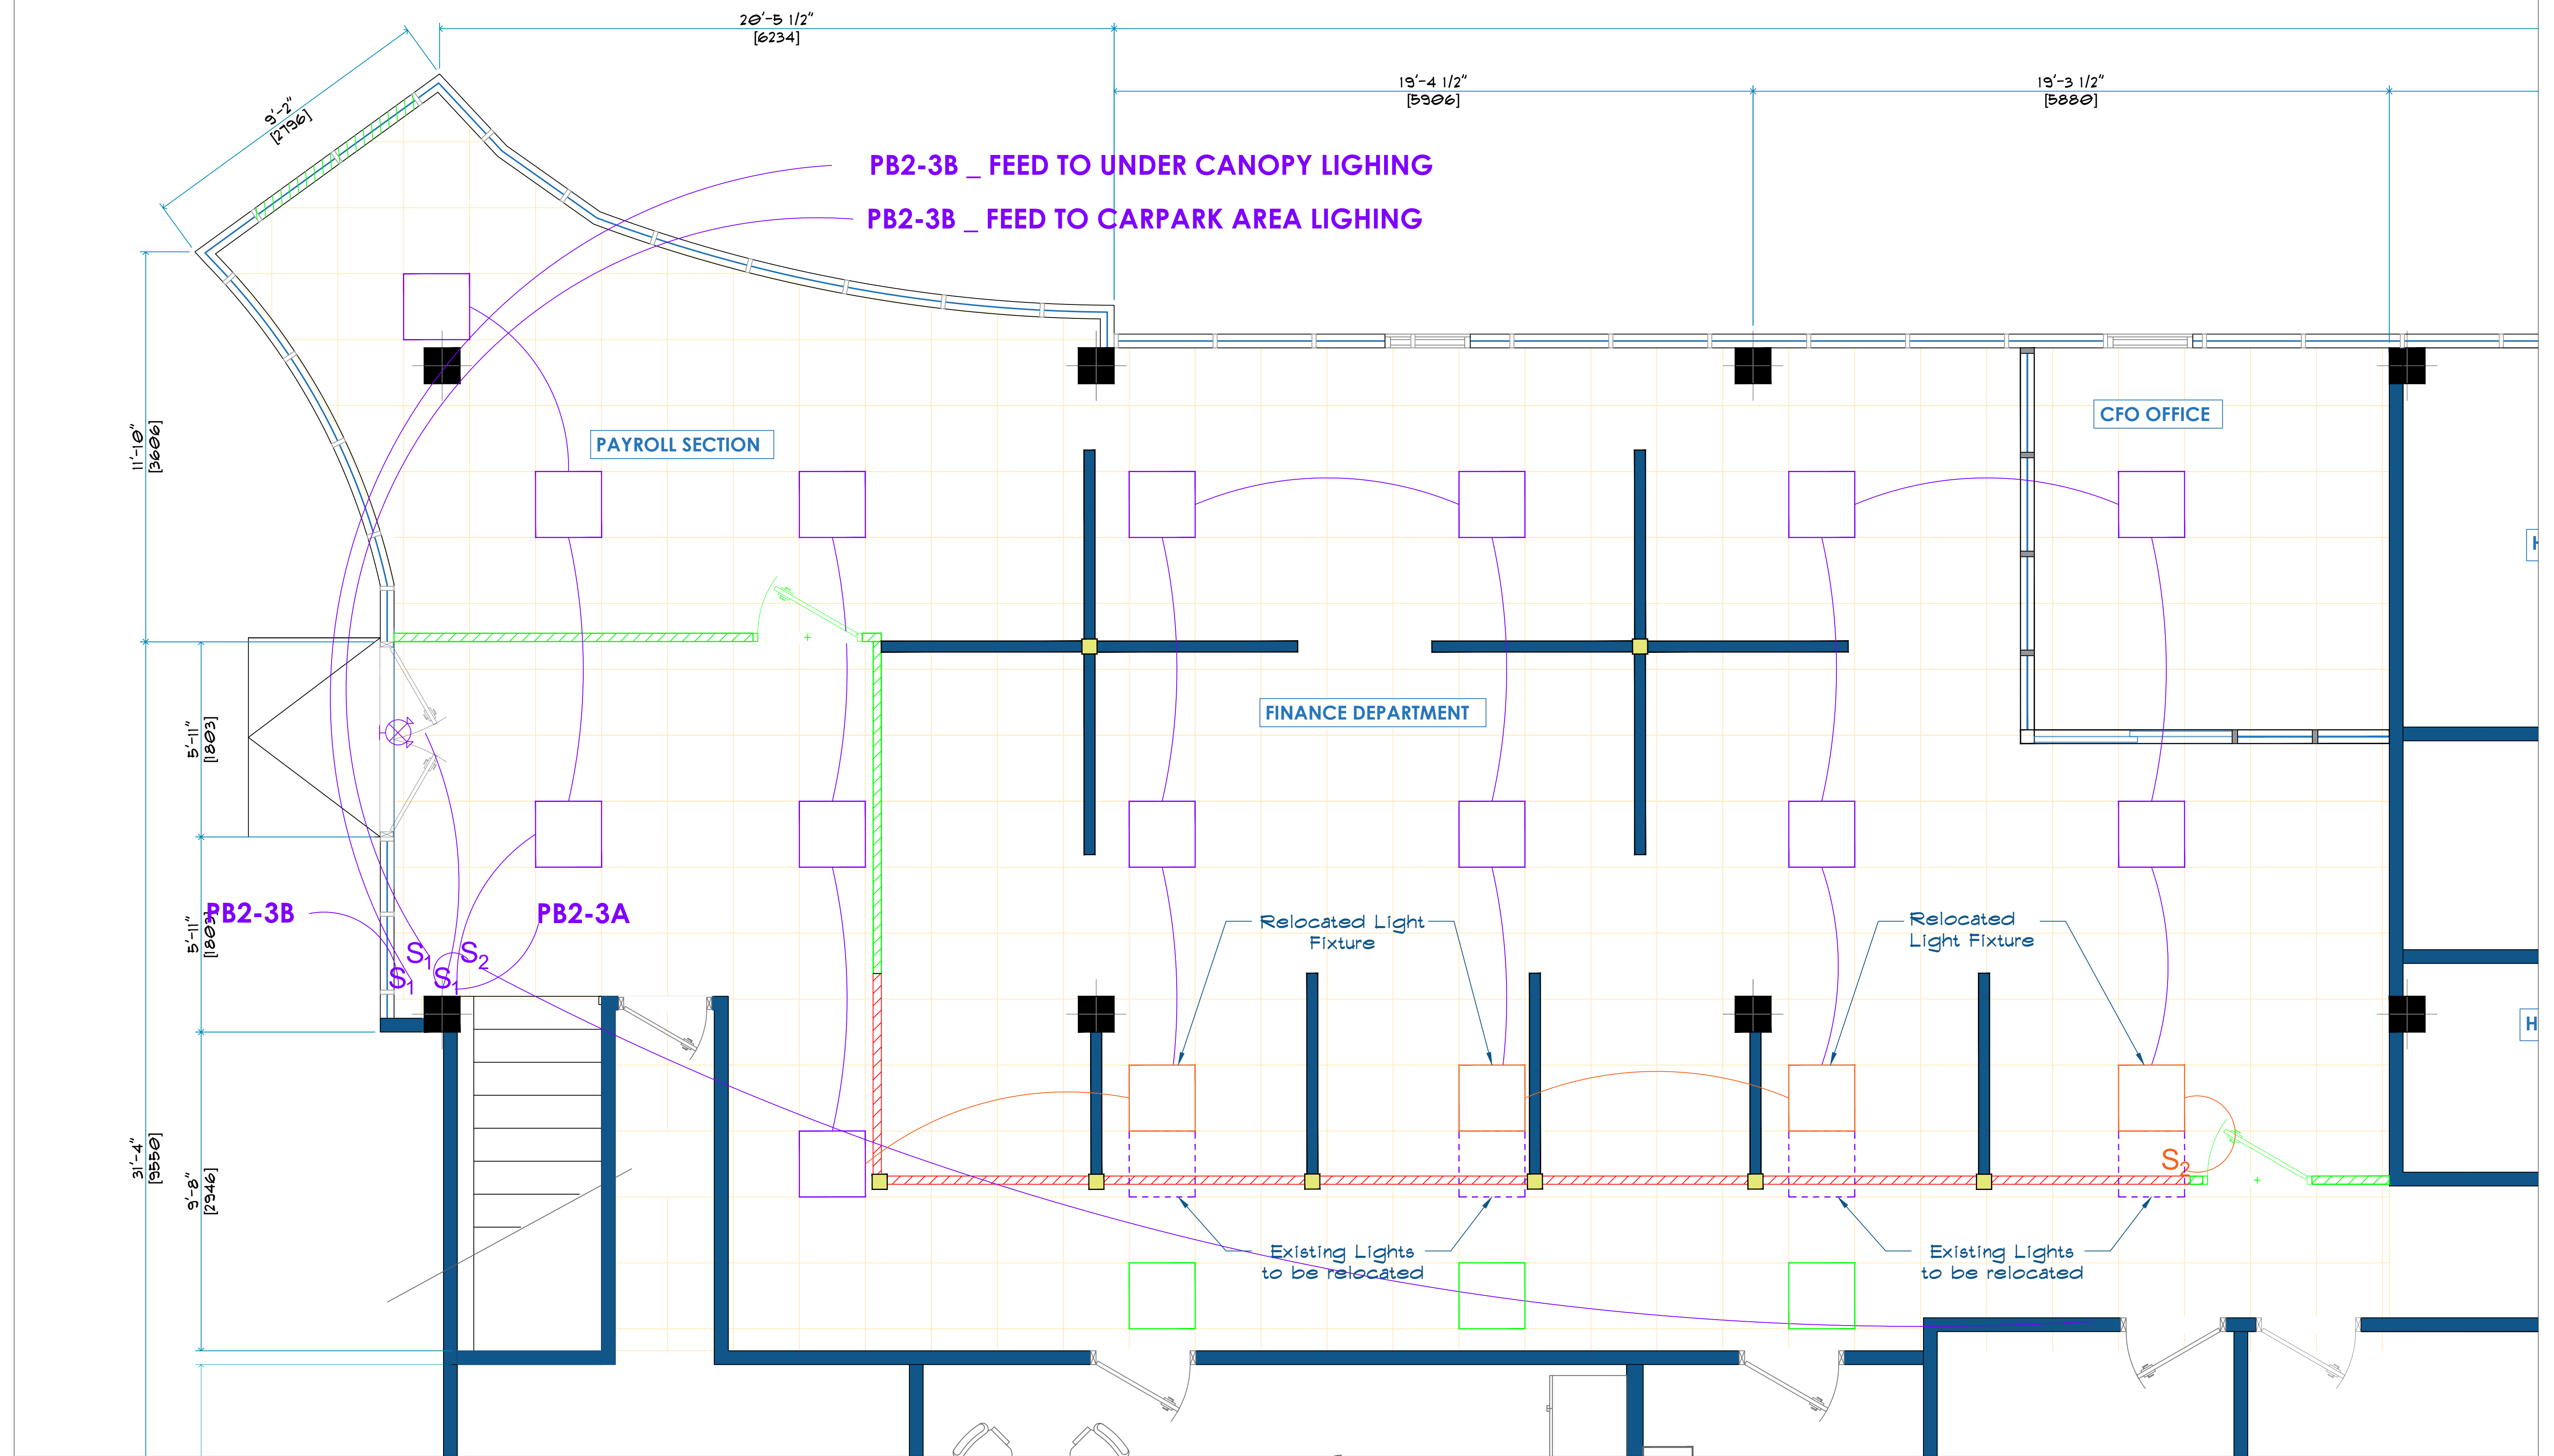 20'-5 1/2"
[6234]
19'-4 1/2"
[5906]
19'-3 1/2"
[5880]
9'-2"
[2796]
PB2-3B _ FEED TO UNDER CANOPY LIGHING
PB2-3B _ FEED TO CARPARK AREA LIGHING
11'-10"
[3606]
PAYROLL SECTION
CFO OFFICE
H
FINANCE DEPARTMENT
5'-11"
[1803]
5'-11"
[1803]
PB2-3B
PB2-3A
S1
S2
S1
S1
Relocated Light
Fixture
Relocated
Light Fixture
H
31'-4"
[9550]
9'-8"
[2946]
S2
Existing Lights
to be relocated
Existing Lights
to be relocated